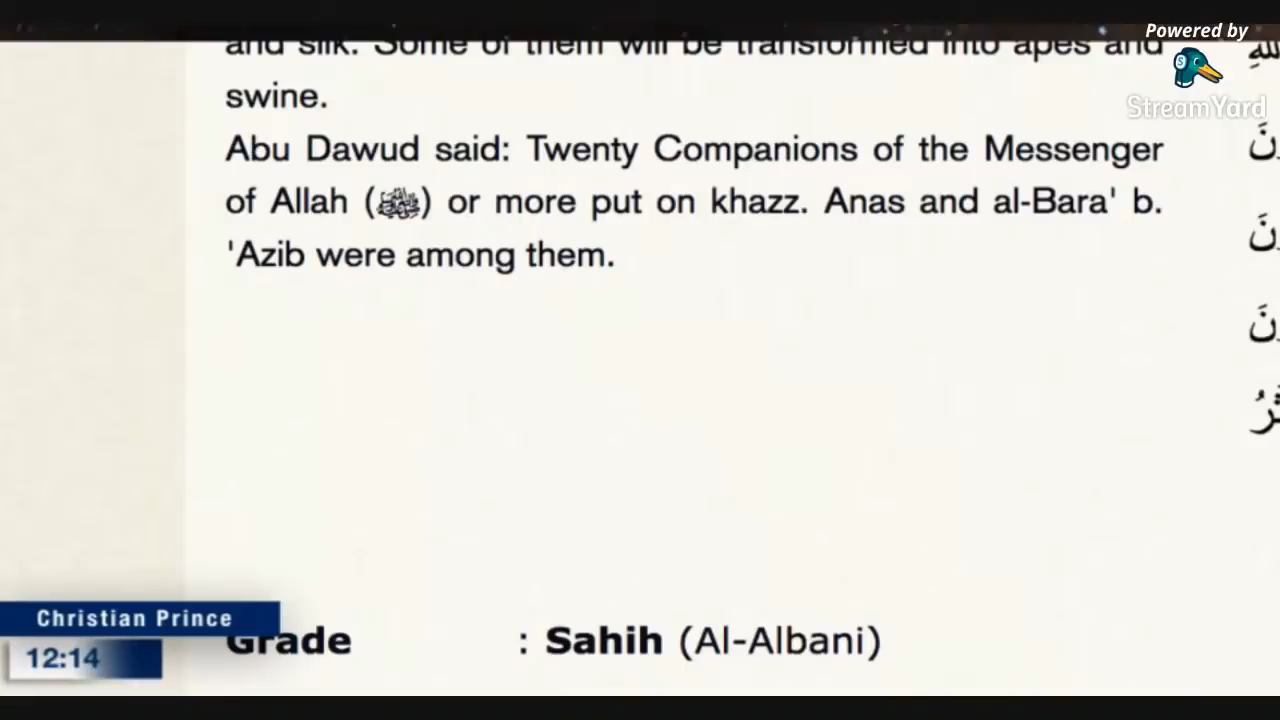 Powered by
StreamYard
and silk. Some of them will be transformed into apes and
swine.
Abu Dawud said: Twenty Companions of the Messenger
of Allah (ﷺ) or more put on khazz. Anas and al-Bara' b.
'Azib were among them.
Grade : Sahih (Al-Albani)
Christian Prince
12:14